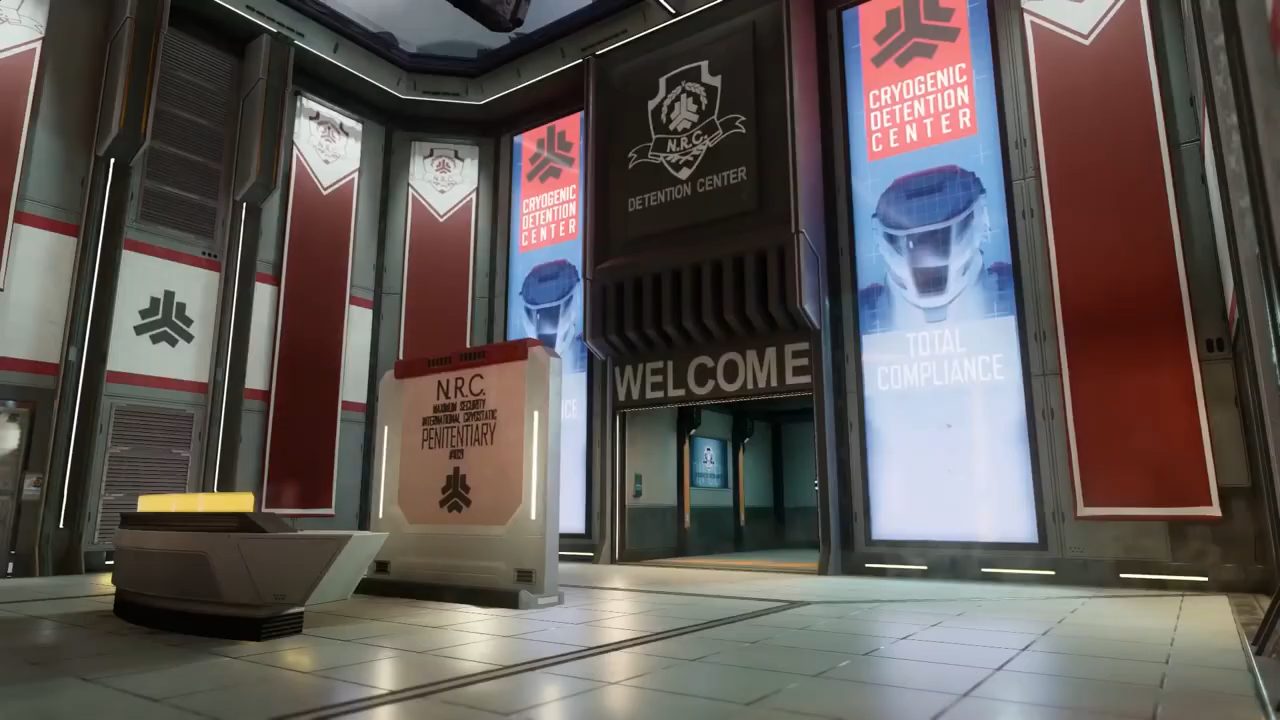 N.R.C.
MAXIMUM SECURITY
INTERNATIONAL CRYOSTATIC
PENITENTIARY
CRYOGENIC
DETENTION
CENTER
N.R.C.
DETENTION CENTER
WELCOME
CRYOGENIC
DETENTION
CENTER
TOTAL
COMPLIANCE